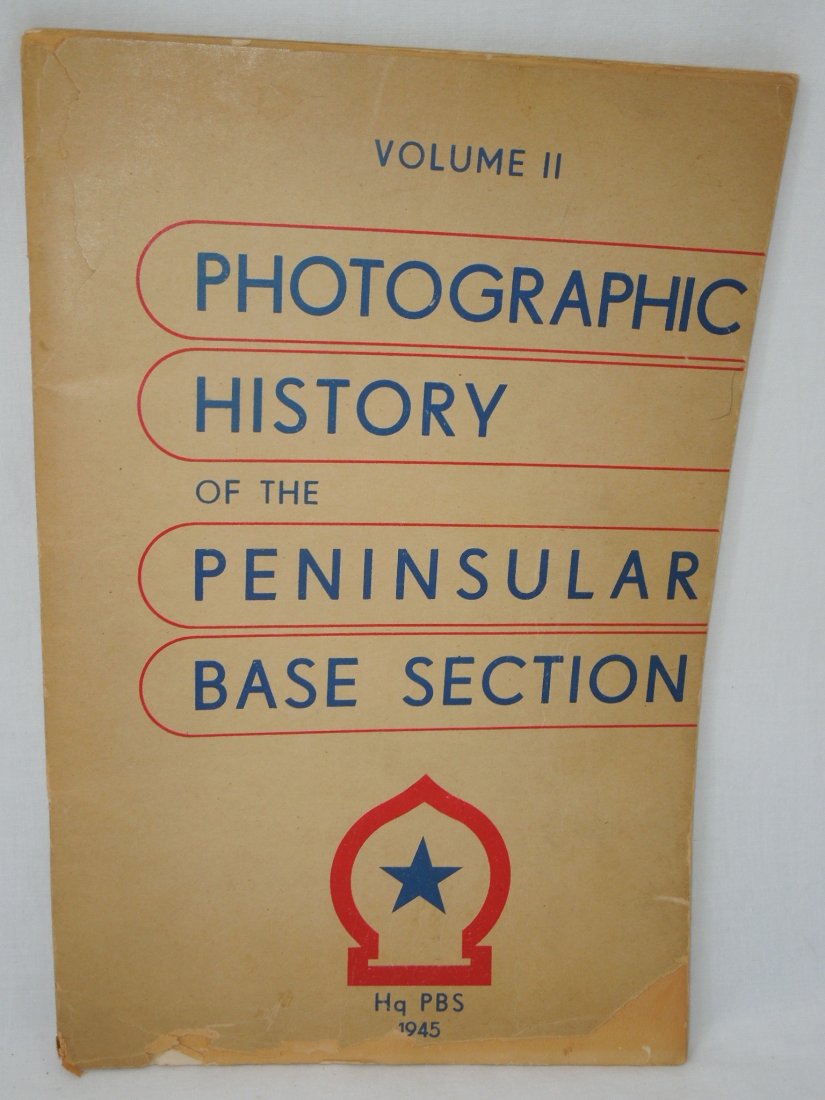 VOLUME II
PHOTOGRAPHIC
HISTORY
OF THE
PENINSULAR
BASE SECTION
Hq PBS
1945